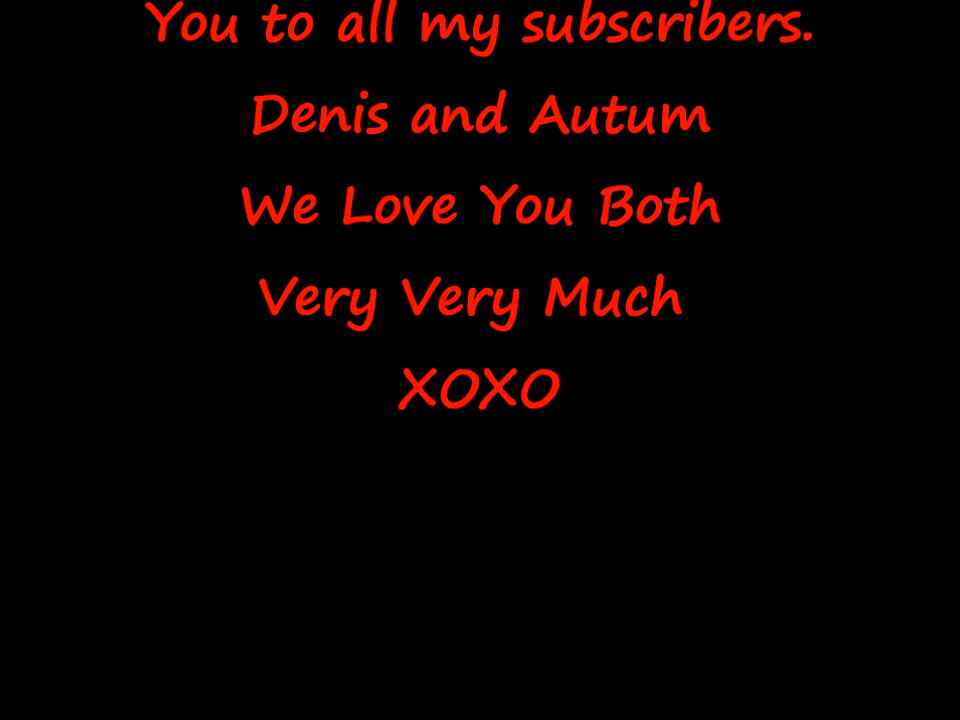 You to all my subscribers.
Denis and Autum
We Love You Both
Very Very Much
XOXO